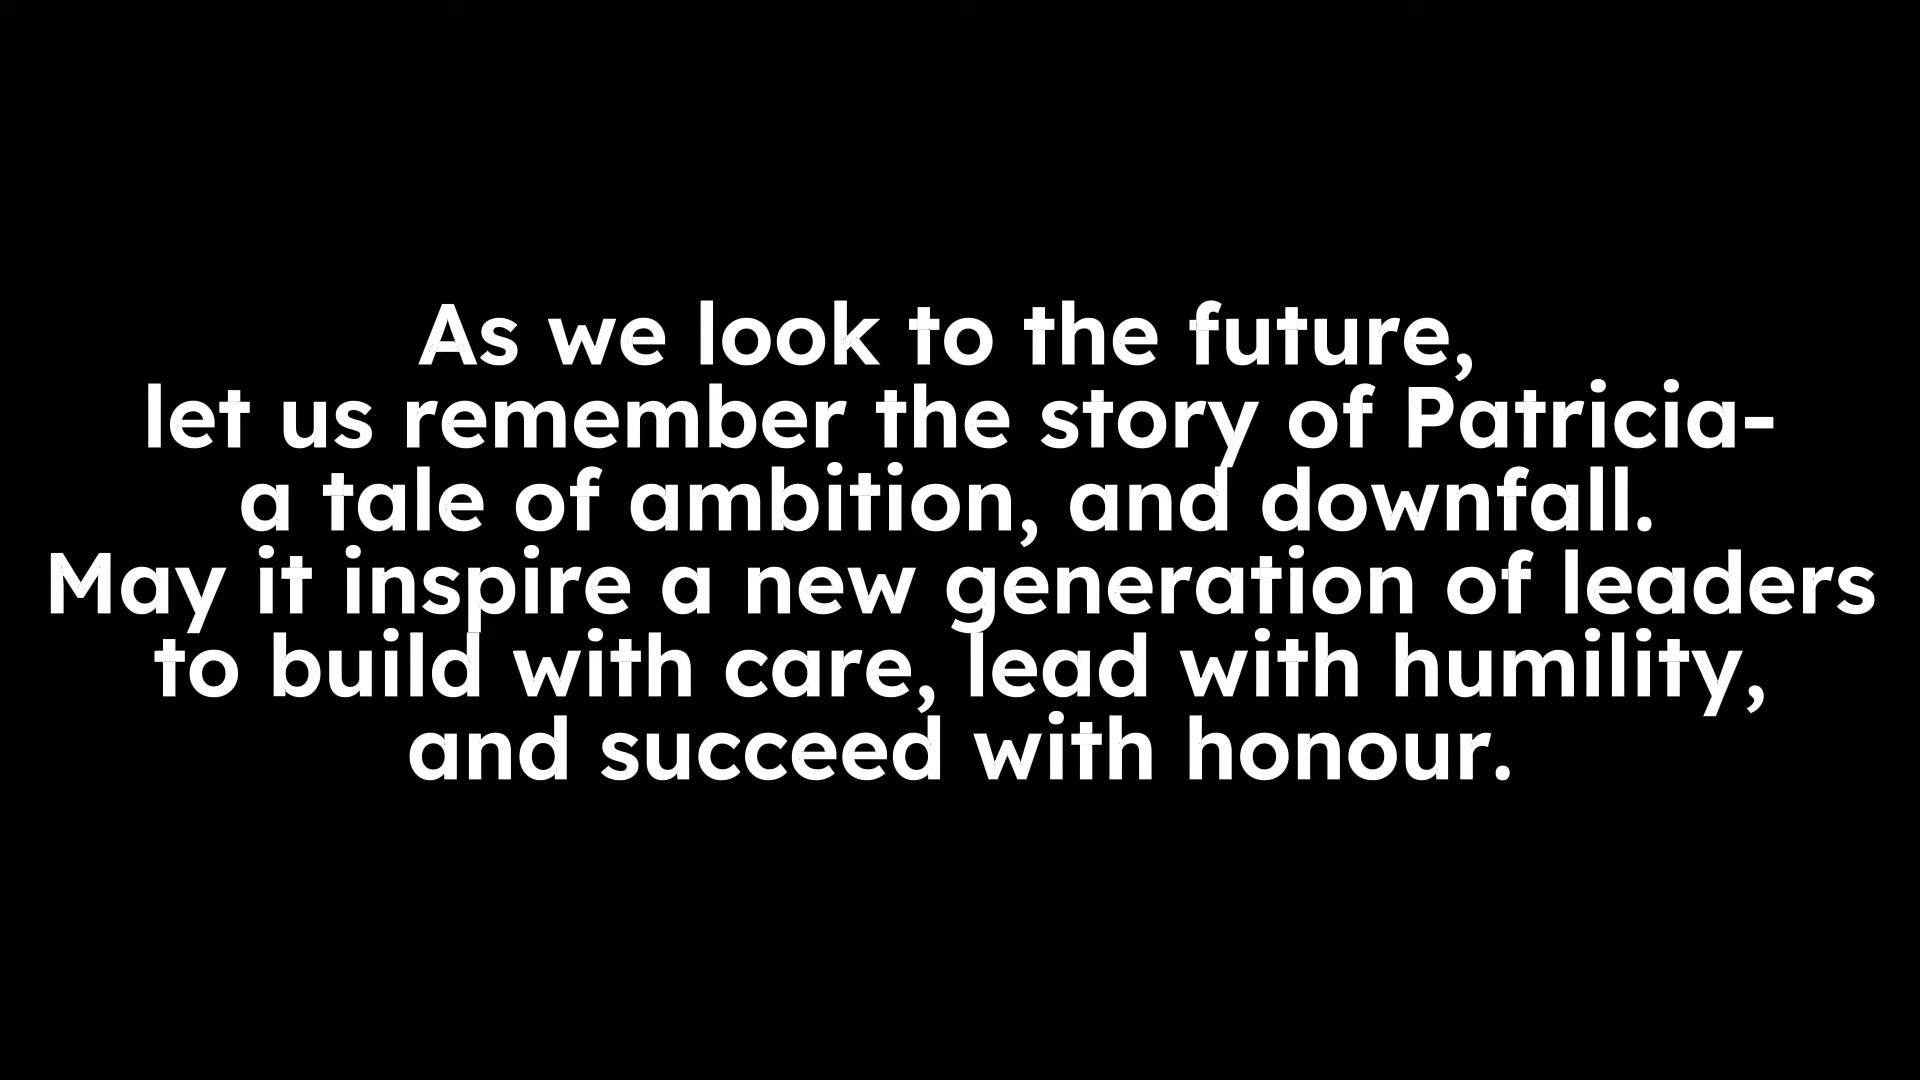 As we look to the future,
let us remember the story of Patricia-
a tale of ambition, and downfall.
May it inspire a new generation of leaders
to build with care, lead with humility,
and succeed with honour.